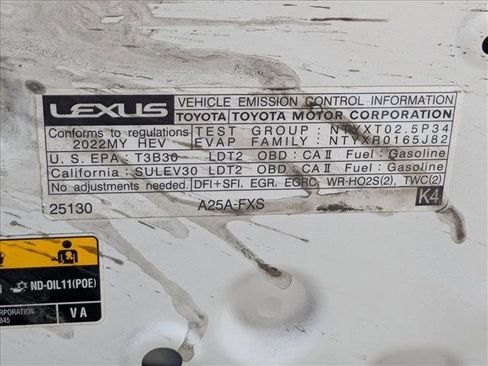 LEXUS
VEHICLE EMISSION CONTROL INFORMATION
TOYOTA TOYOTA MOTOR CORPORATION
Conforms to regulations
2022MY HEV
TEST GROUP : NTYXT02.5P34
EVAP FAMILY : NTYXR0165J82
U.S. EPA : T3B30 LDT2 OBD : CA II Fuel : Gasoline
California : SULEV30 LDT2 OBD : CA II Fuel : Gasoline
No adjustments needed. DFI+SFI, EGR, EGRC, WR-HO2S(2), TWC(2)
25130 A25A-FXS K4
ND-OIL11(POE)
VA